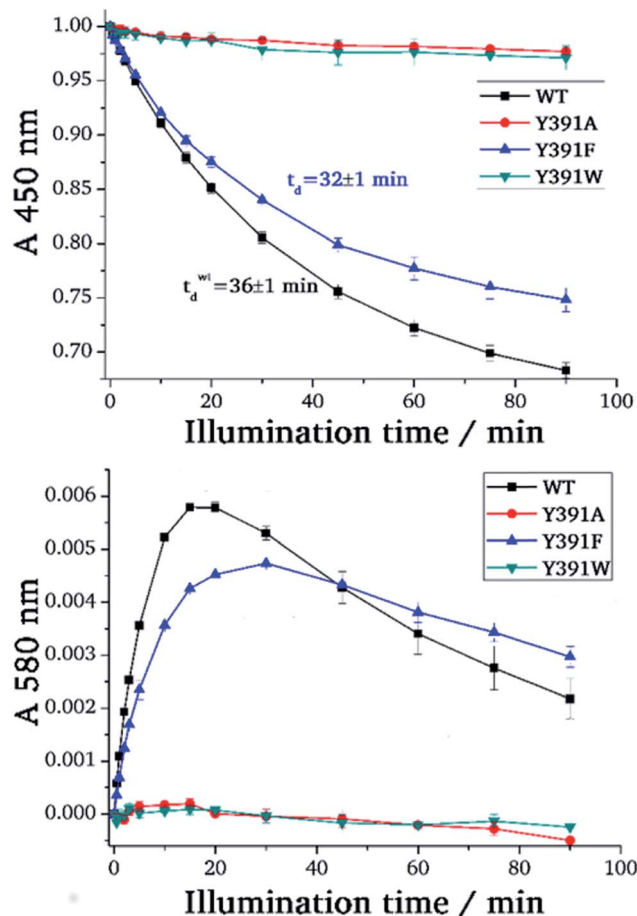 A 450 nm
1.00
0.95
0.90
0.85
0.80
0.75
0.70
WT
Y391A
Y391F
Y391W
t_d=32±1 min
t_d^wt=36±1 min
0 20 40 60 80 100
Illumination time / min
A 580 nm
0.006
0.005
0.004
0.003
0.002
0.001
0.000
WT
Y391A
Y391F
Y391W
0 20 40 60 80 100
Illumination time / min